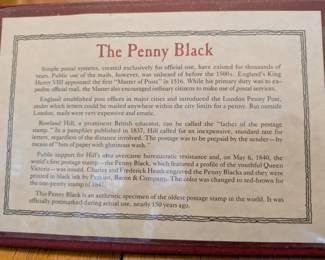 The Penny Black
Simple postal systems, created exclusively for official use, have existed for thousands of
years. Public use of the mails, however, was unheard of before the 1500s. England's King
Henry VIII appointed the first "Master of Posts" in 1516. While his primary duty was to ex-
pedite official mail, the Master also encouraged ordinary citizens to make use of postal services.
England established post offices in major cities and introduced the London Penny Post,
under which letters could be mailed anywhere within the city limits for a penny. But outside
London, mails were very expensive and erratic.
Rowland Hill, a prominent British educator, can be called the "father of the postage
stamp." In a pamphlet published in 1837, Hill called for an inexpensive, standard rate for
letters, regardless of the distance involved. The postage was to be prepaid by the sender—by
means of "bits of paper with glutinous wash."
Public support for Hill's idea overcame bureaucratic resistance and, on May 6, 1840, the
world's first postage stamp—the Penny Black, which featured a profile of the youthful Queen
Victoria—was issued. Charles and Frederick Heath engraved the Penny Blacks and they were
printed in black ink by Perkins, Bacon & Company. The color was changed to red-brown for
the one-penny stamp of 1841.
This Penny Black is an authentic specimen of the oldest postage stamp in the world. It was
officially postmarked during actual use, nearly 150 years ago.